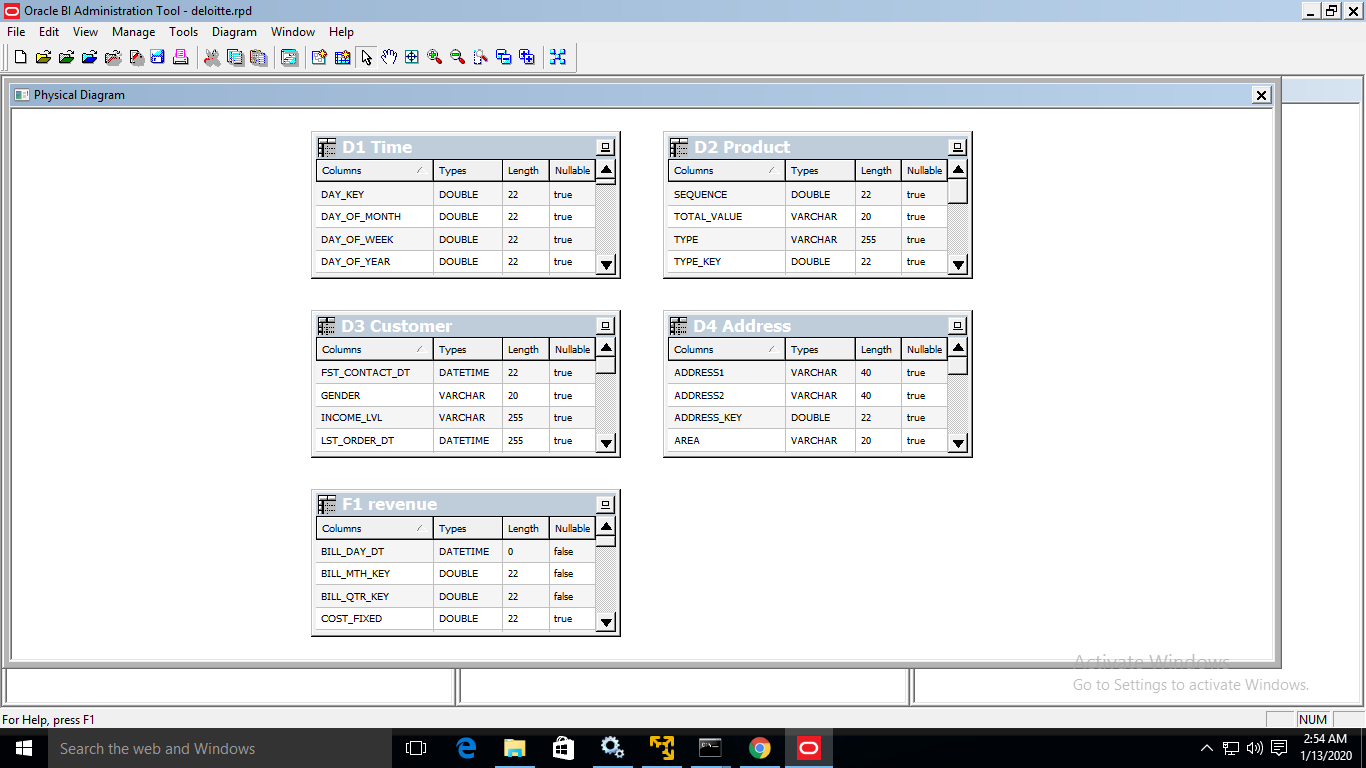 Oracle BI Administration Tool - deloitte.rpd
File Edit View Manage Tools Diagram Window Help
Physical Diagram
D1 Time
Columns Types Length Nullable
DAY_KEY DOUBLE 22 true
DAY_OF_MONTH DOUBLE 22 true
DAY_OF_WEEK DOUBLE 22 true
DAY_OF_YEAR DOUBLE 22 true
D2 Product
Columns Types Length Nullable
SEQUENCE DOUBLE 22 true
TOTAL_VALUE VARCHAR 20 true
TYPE VARCHAR 255 true
TYPE_KEY DOUBLE 22 true
D3 Customer
Columns Types Length Nullable
FST_CONTACT_DT DATETIME 22 true
GENDER VARCHAR 20 true
INCOME_LVL VARCHAR 255 true
LST_ORDER_DT DATETIME 255 true
D4 Address
Columns Types Length Nullable
ADDRESS1 VARCHAR 40 true
ADDRESS2 VARCHAR 40 true
ADDRESS_KEY DOUBLE 22 true
AREA VARCHAR 20 true
F1 revenue
Columns Types Length Nullable
BILL_DAY_DT DATETIME 0 false
BILL_MTH_KEY DOUBLE 22 false
BILL_QTR_KEY DOUBLE 22 false
COST_FIXED DOUBLE 22 true
Activate Windows
Go to Settings to activate Windows.
For Help, press F1
NUM
Search the web and Windows
2:54 AM
1/13/2020